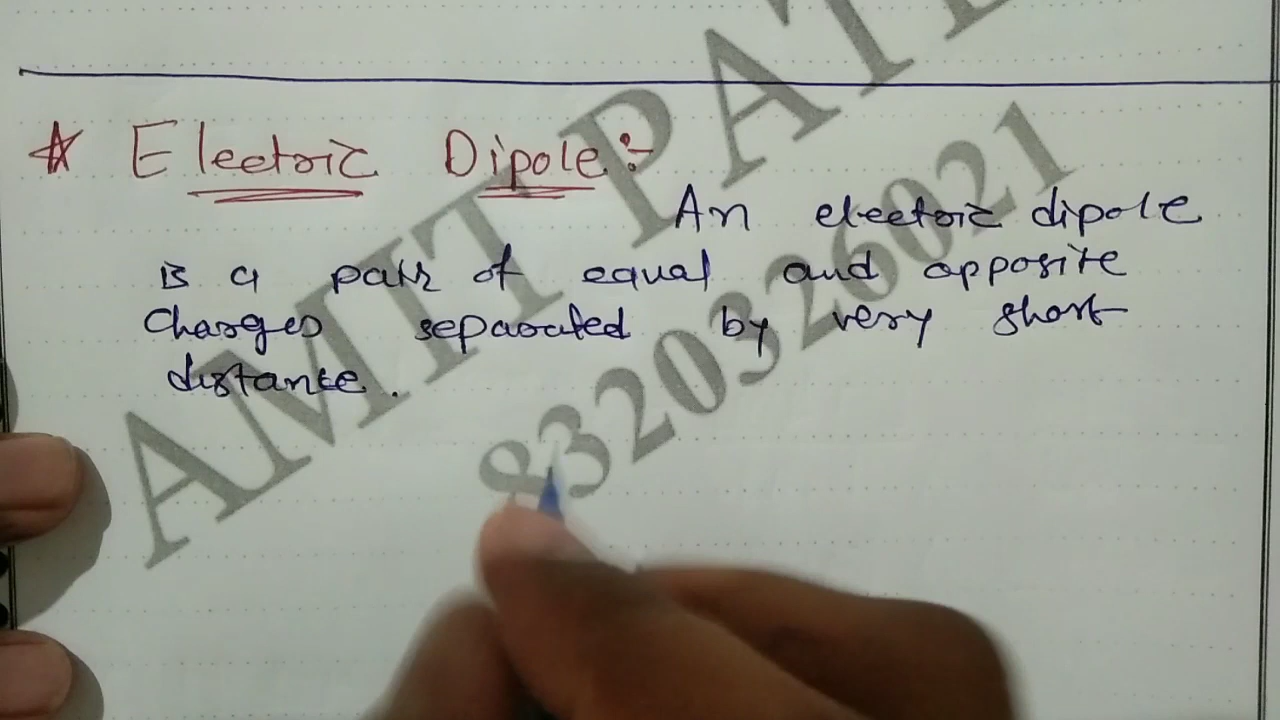 ☆ Electric Dipole :-
An electric dipole
is a pair of equal and opposite
Charges separated by very short
distance.
AMIT PATE
8320326021